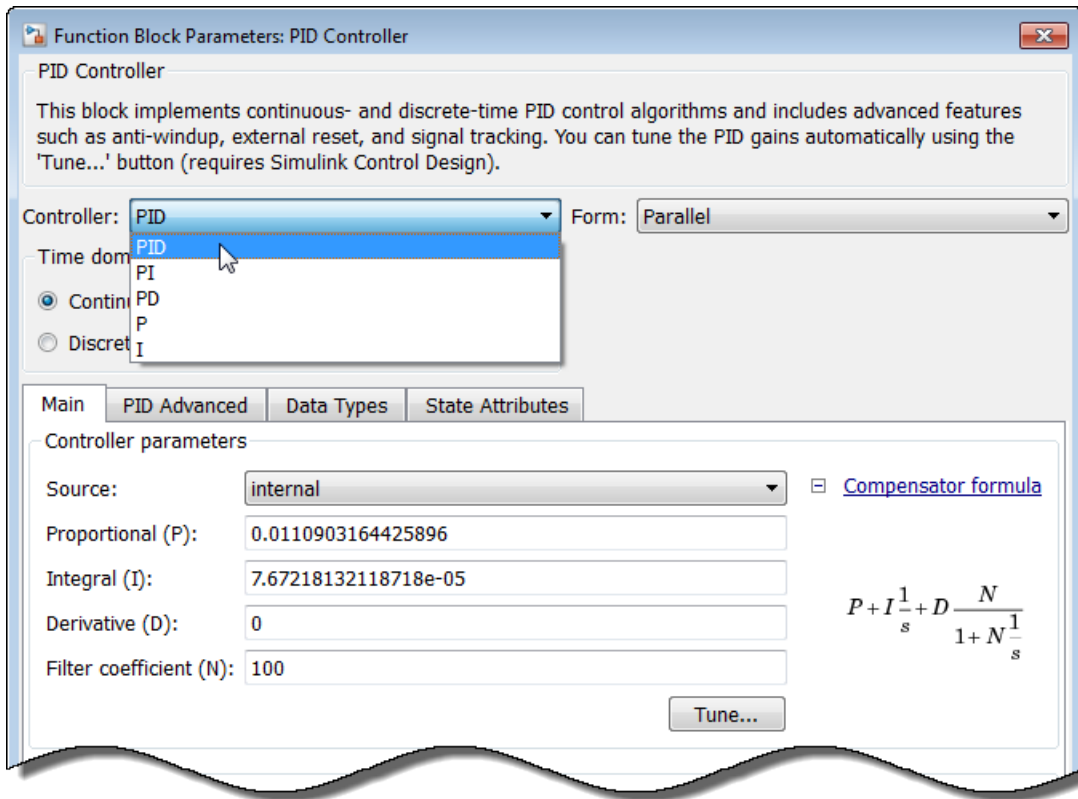 Function Block Parameters: PID Controller
PID Controller
This block implements continuous- and discrete-time PID control algorithms and includes advanced features
such as anti-windup, external reset, and signal tracking. You can tune the PID gains automatically using the
'Tune...' button (requires Simulink Control Design).
Controller: PID Form: Parallel
PID
Time dom
PI
Contin
PD
P
Discret
I
Main PID Advanced Data Types State Attributes
Controller parameters
Source: internal Compensator formula
Proportional (P): 0.0110903164425896
Integral (I): 7.67218132118718e-05
Derivative (D): 0
P + I 1/s + D N/(1 + N 1/s)
Filter coefficient (N): 100
Tune...